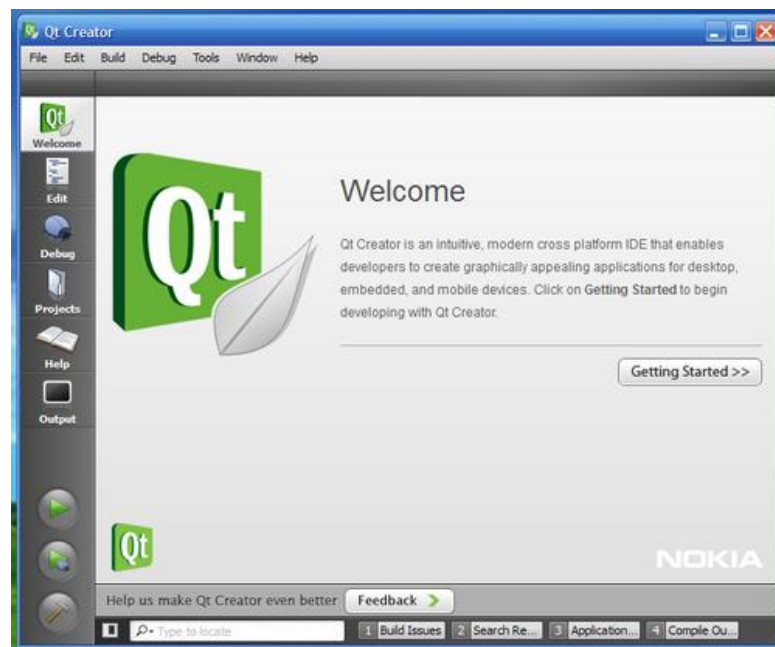 Qt Creator
File Edit Build Debug Tools Window Help
Qt
Welcome
Edit
Debug
Projects
Help
Output
Qt
Welcome
Qt Creator is an intuitive, modern cross platform IDE that enables
developers to create graphically appealing applications for desktop,
embedded, and mobile devices. Click on Getting Started to begin
developing with Qt Creator.
Getting Started >>
Qt
NOKIA
Help us make Qt Creator even better Feedback
Type to locate 1 Build Issues 2 Search Re... 3 Application... 4 Compile Ou...